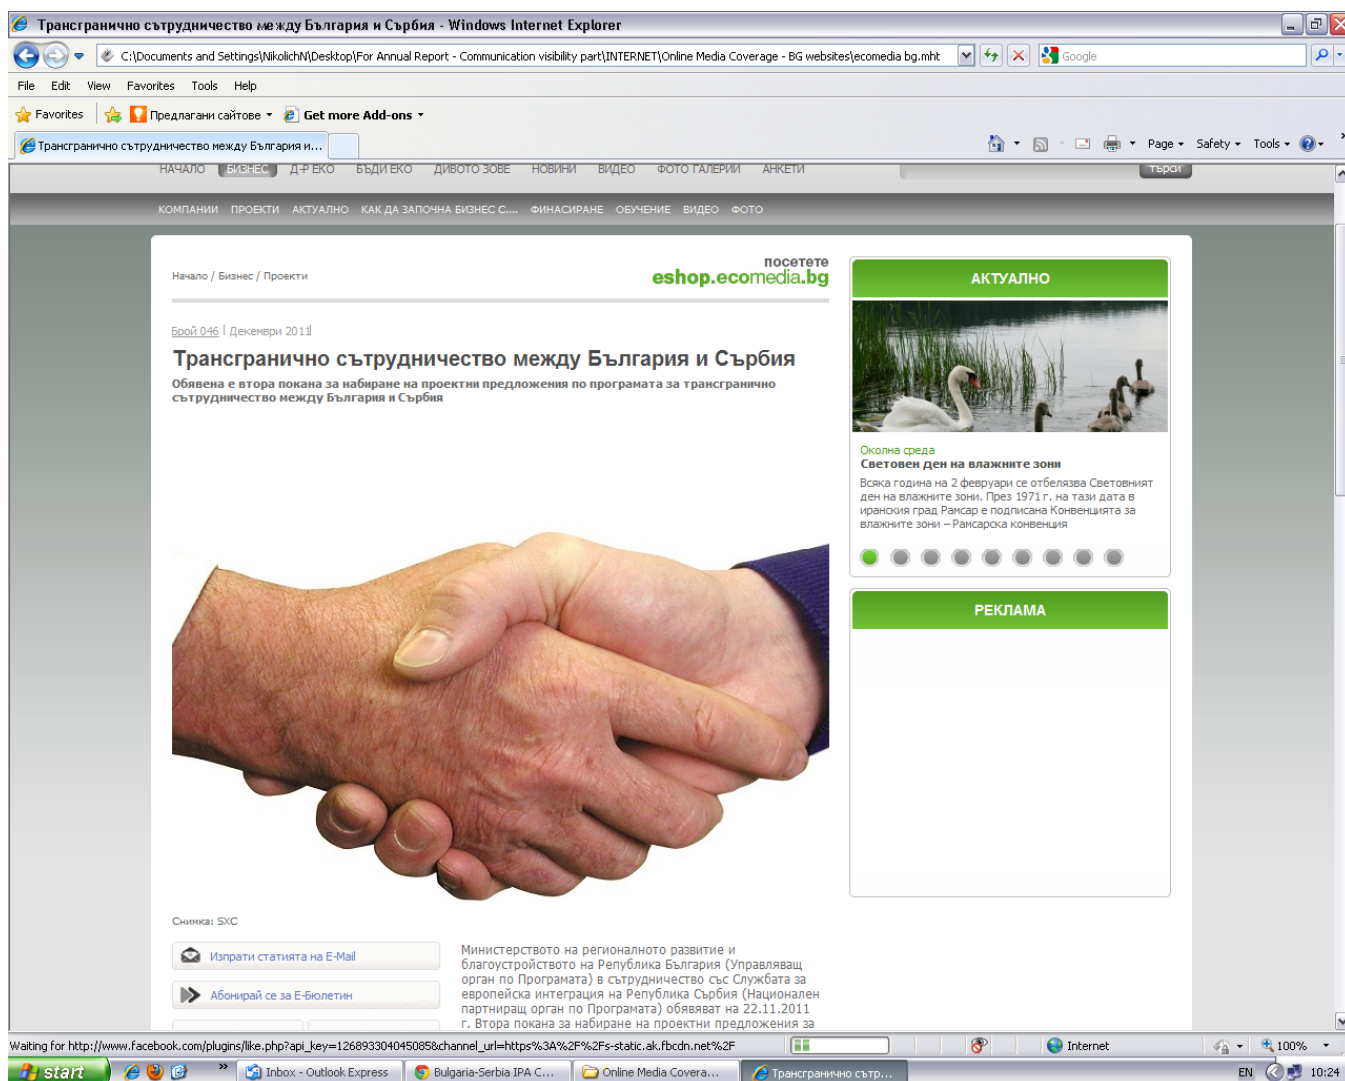 Трансгранично сътрудничество между България и Сърбия - Windows Internet Explorer
C:\Documents and Settings\NikolichN\Desktop\For Annual Report - Communication visibility part\INTERNET\Online Media Coverage - BG websites\ecomedia bg.mht
Google
File Edit View Favorites Tools Help
Favorites Предлагани сайтове Get more Add-ons
Трансгранично сътрудничество между България и...
Page Safety Tools
НАЧАЛО БИЗНЕС Д-Р ЕКО БЪДИ ЕКО ДИВОТО ЗОВЕ НОВИНИ ВИДЕО ФОТО ГАЛЕРИИ АНКЕТИ
търси
КОМПАНИИ ПРОЕКТИ АКТУАЛНО КАК ДА ЗАПОЧНА БИЗНЕС С.... ФИНАСИРАНЕ ОБУЧЕНИЕ ВИДЕО ФОТО
Начало / Бизнес / Проекти
посетете
eshop.ecomedia.bg
Брой 046 | Декември 2011
Трансгранично сътрудничество между България и Сърбия
Обявена е втора покана за набиране на проектни предложения по програмата за трансгранично
сътрудничество между България и Сърбия
Снимка: SXC
Изпрати статията на E-Mail
Абонирай се за Е-Бюлетин
Министерството на регионалното развитие и
благоустройството на Република България (Управляващ
орган по Програмата) в сътрудничество със Службата за
европейска интеграция на Република Сърбия (Национален
партниращ орган по Програмата) обявяват на 22.11.2011
г. Втора покана за набиране на проектни предложения за
АКТУАЛНО
Околна среда
Световен ден на влажните зони
Всяка година на 2 февруари се отбелязва Световният
ден на влажните зони. През 1971 г. на тази дата в
иранския град Рамсар е подписана Конвенцията за
влажните зони – Рамсарска конвенция
РЕКЛАМА
Waiting for http://www.facebook.com/plugins/like.php?api_key=126893304045085&channel_url=https%3A%2F%2Fs-static.ak.fbcdn.net%2F
Internet
100%
start
Inbox - Outlook Express
Bulgaria-Serbia IPA C...
Online Media Covera...
Трансгранично сътр...
EN
10:24